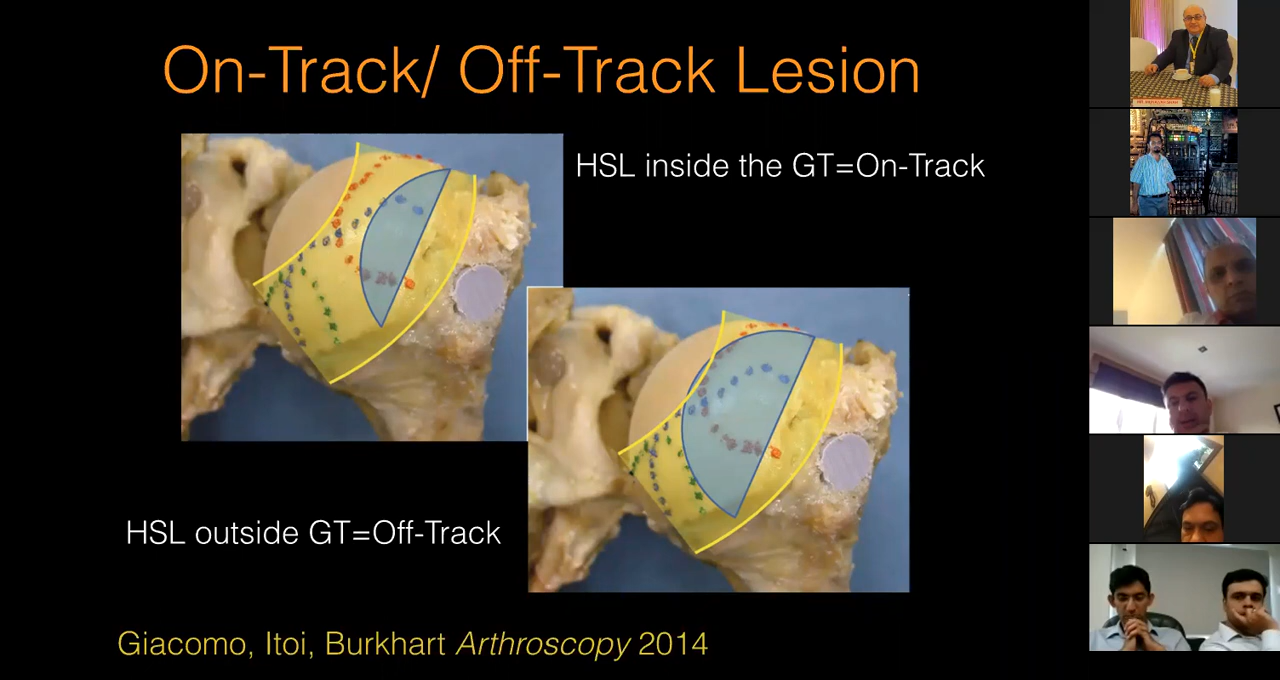 On-Track/ Off-Track Lesion
HSL inside the GT=On-Track
HSL outside GT=Off-Track
Giacomo, Itoi, Burkhart Arthroscopy 2014